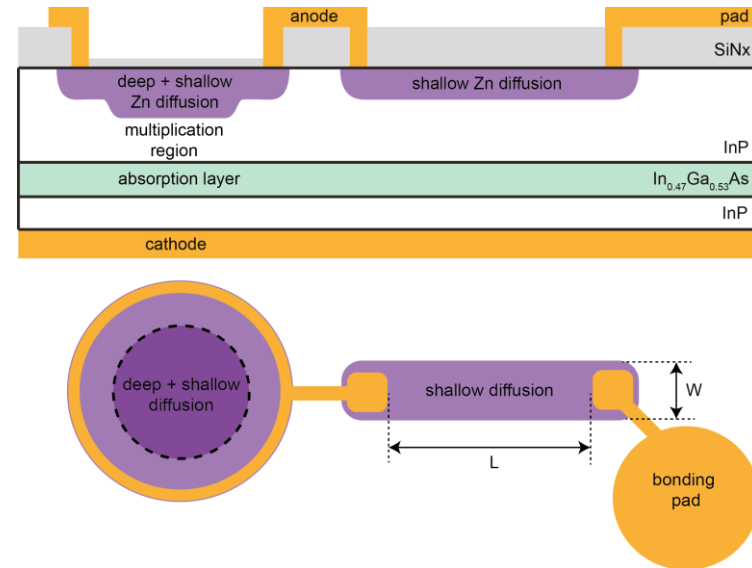 anode
pad
SiNx
deep + shallow
Zn diffusion
shallow Zn diffusion
multiplication
region
InP
absorption layer
In0.47Ga0.53As
InP
cathode
deep + shallow
diffusion
shallow diffusion
W
L
bonding
pad